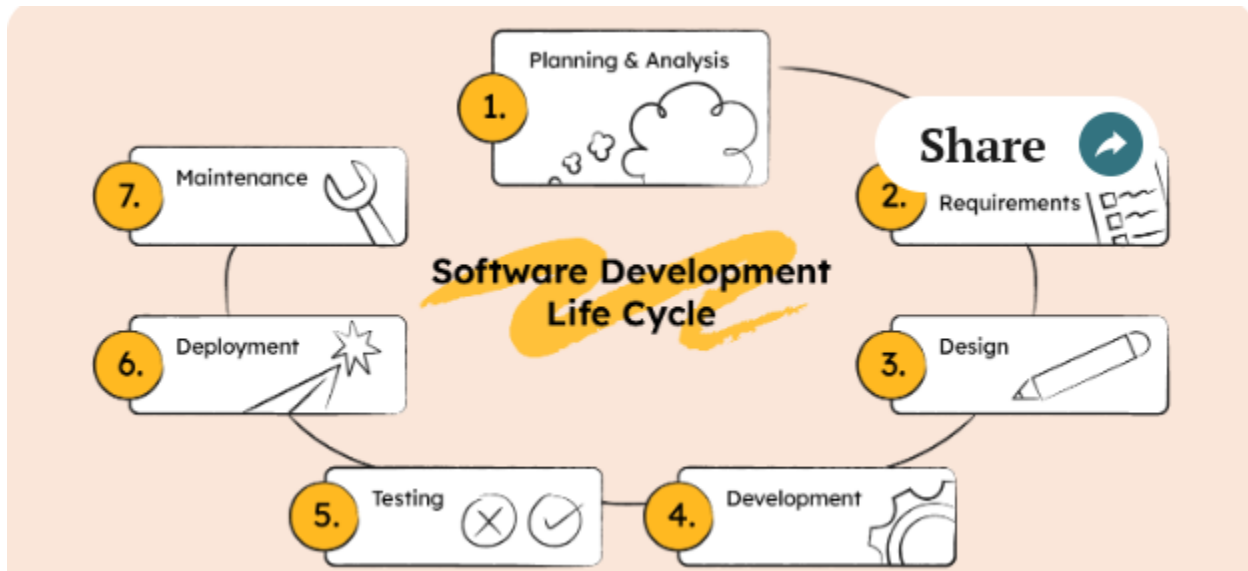 1. Planning & Analysis
Share
2. Requirements
3. Design
4. Development
5. Testing
6. Deployment
7. Maintenance
Software Development
Life Cycle